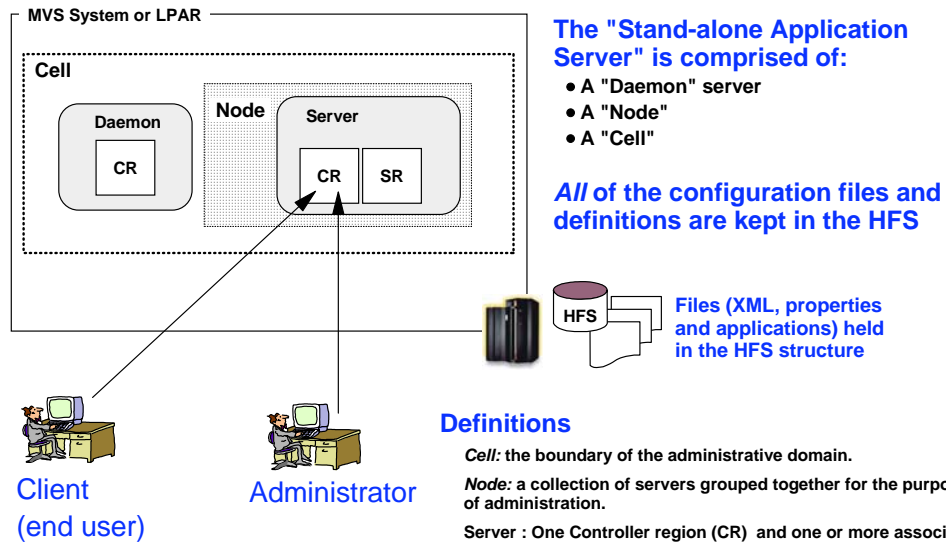 MVS System or LPAR
Cell
Daemon
CR
Node
Server
CR
SR
The "Stand-alone Application
Server" is comprised of:
● A "Daemon" server
● A "Node"
● A "Cell"
All of the configuration files and
definitions are kept in the HFS
HFS
Files (XML, properties
and applications) held
in the HFS structure
Client
(end user)
Administrator
Definitions
Cell: the boundary of the administrative domain.
Node: a collection of servers grouped together for the purpo
of administration.
Server : One Controller region (CR) and one or more associ